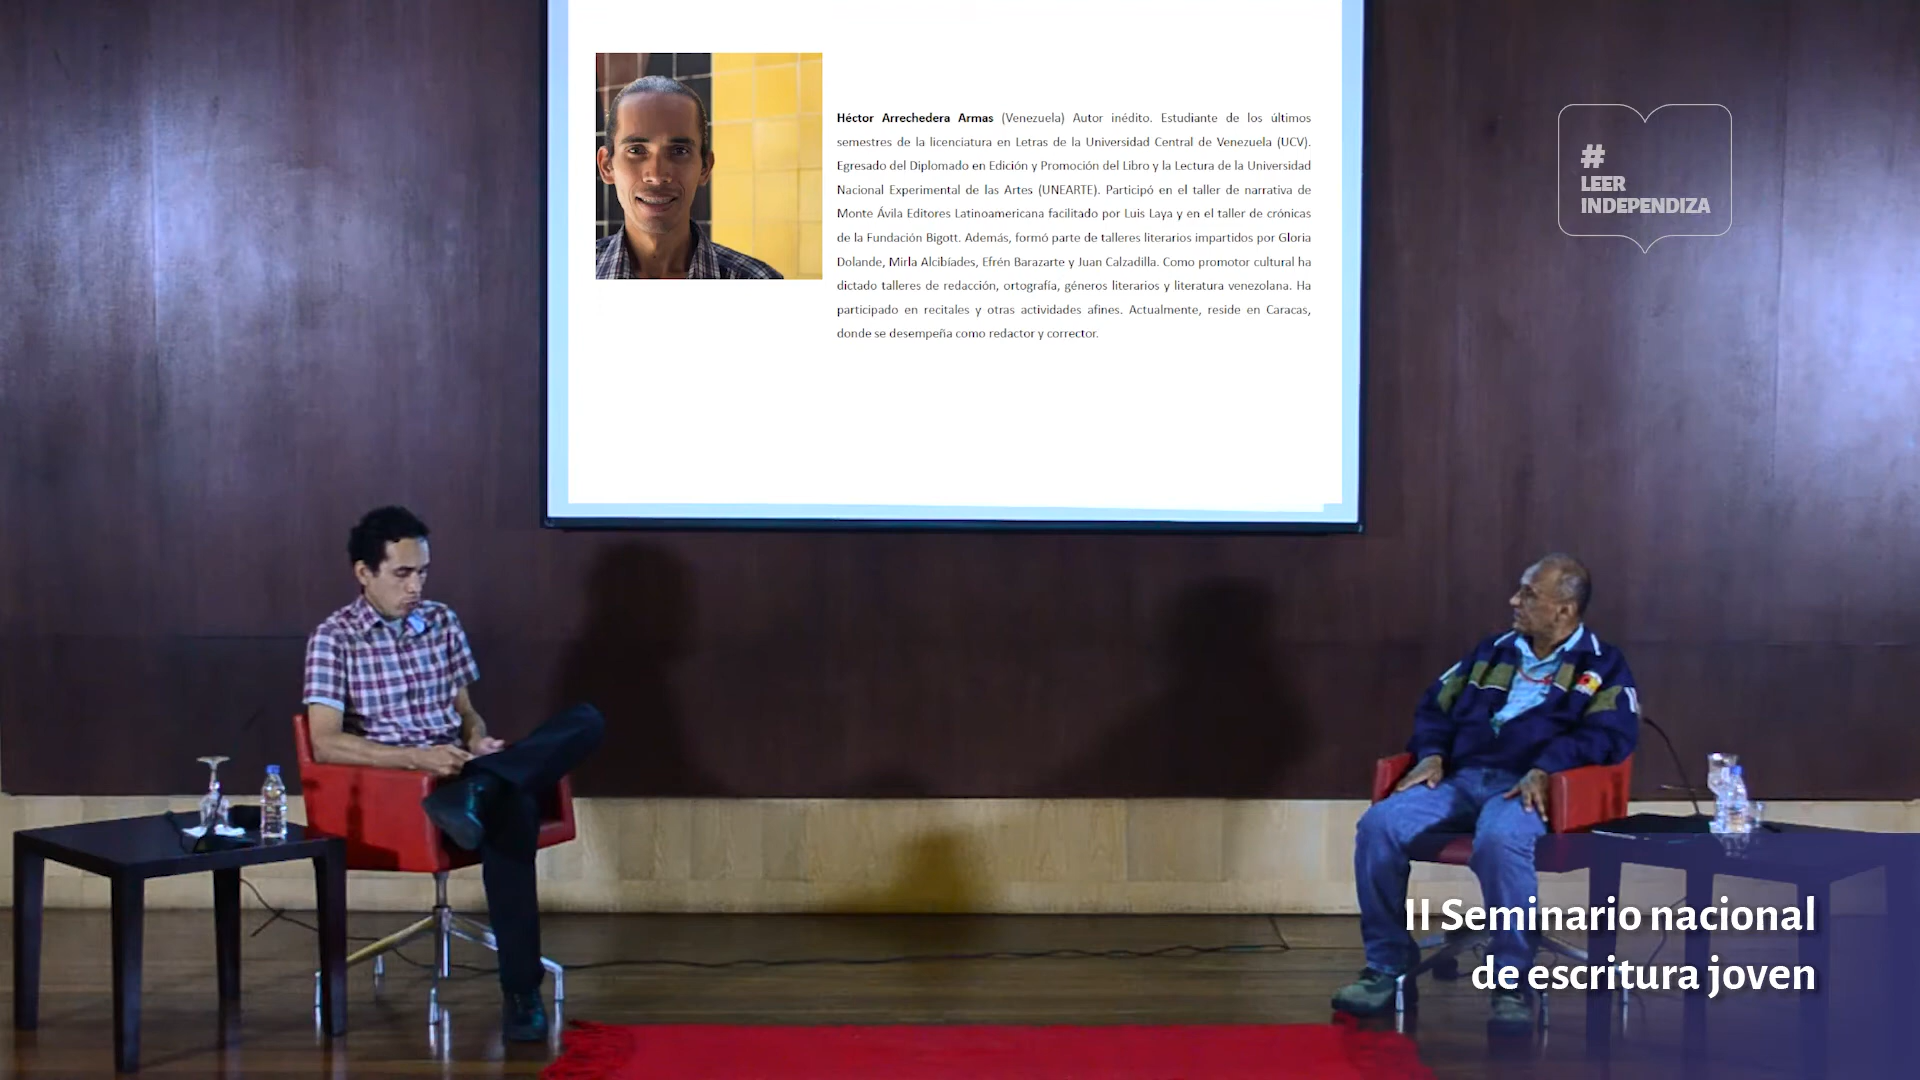 Héctor Arrechedera Armas (Venezuela) Autor inédito. Estudiante de los últimos
semestres de la licenciatura en Letras de la Universidad Central de Venezuela (UCV).
Egresado del Diplomado en Edición y Promoción del Libro y la Lectura de la Universidad
Nacional Experimental de las Artes (UNEARTE). Participó en el taller de narrativa de
Monte Ávila Editores Latinoamericana facilitado por Luis Laya y en el taller de crónicas
de la Fundación Bigott. Además, formó parte de talleres literarios impartidos por Gloria
Dolande, Mirla Alcibíades, Efrén Barazarte y Juan Calzadilla. Como promotor cultural ha
dictado talleres de redacción, ortografía, géneros literarios y literatura venezolana. Ha
participado en recitales y otras actividades afines. Actualmente, reside en Caracas,
donde se desempeña como redactor y corrector.
#
LEER
INDEPENDIZA
II Seminario nacional
de escritura joven